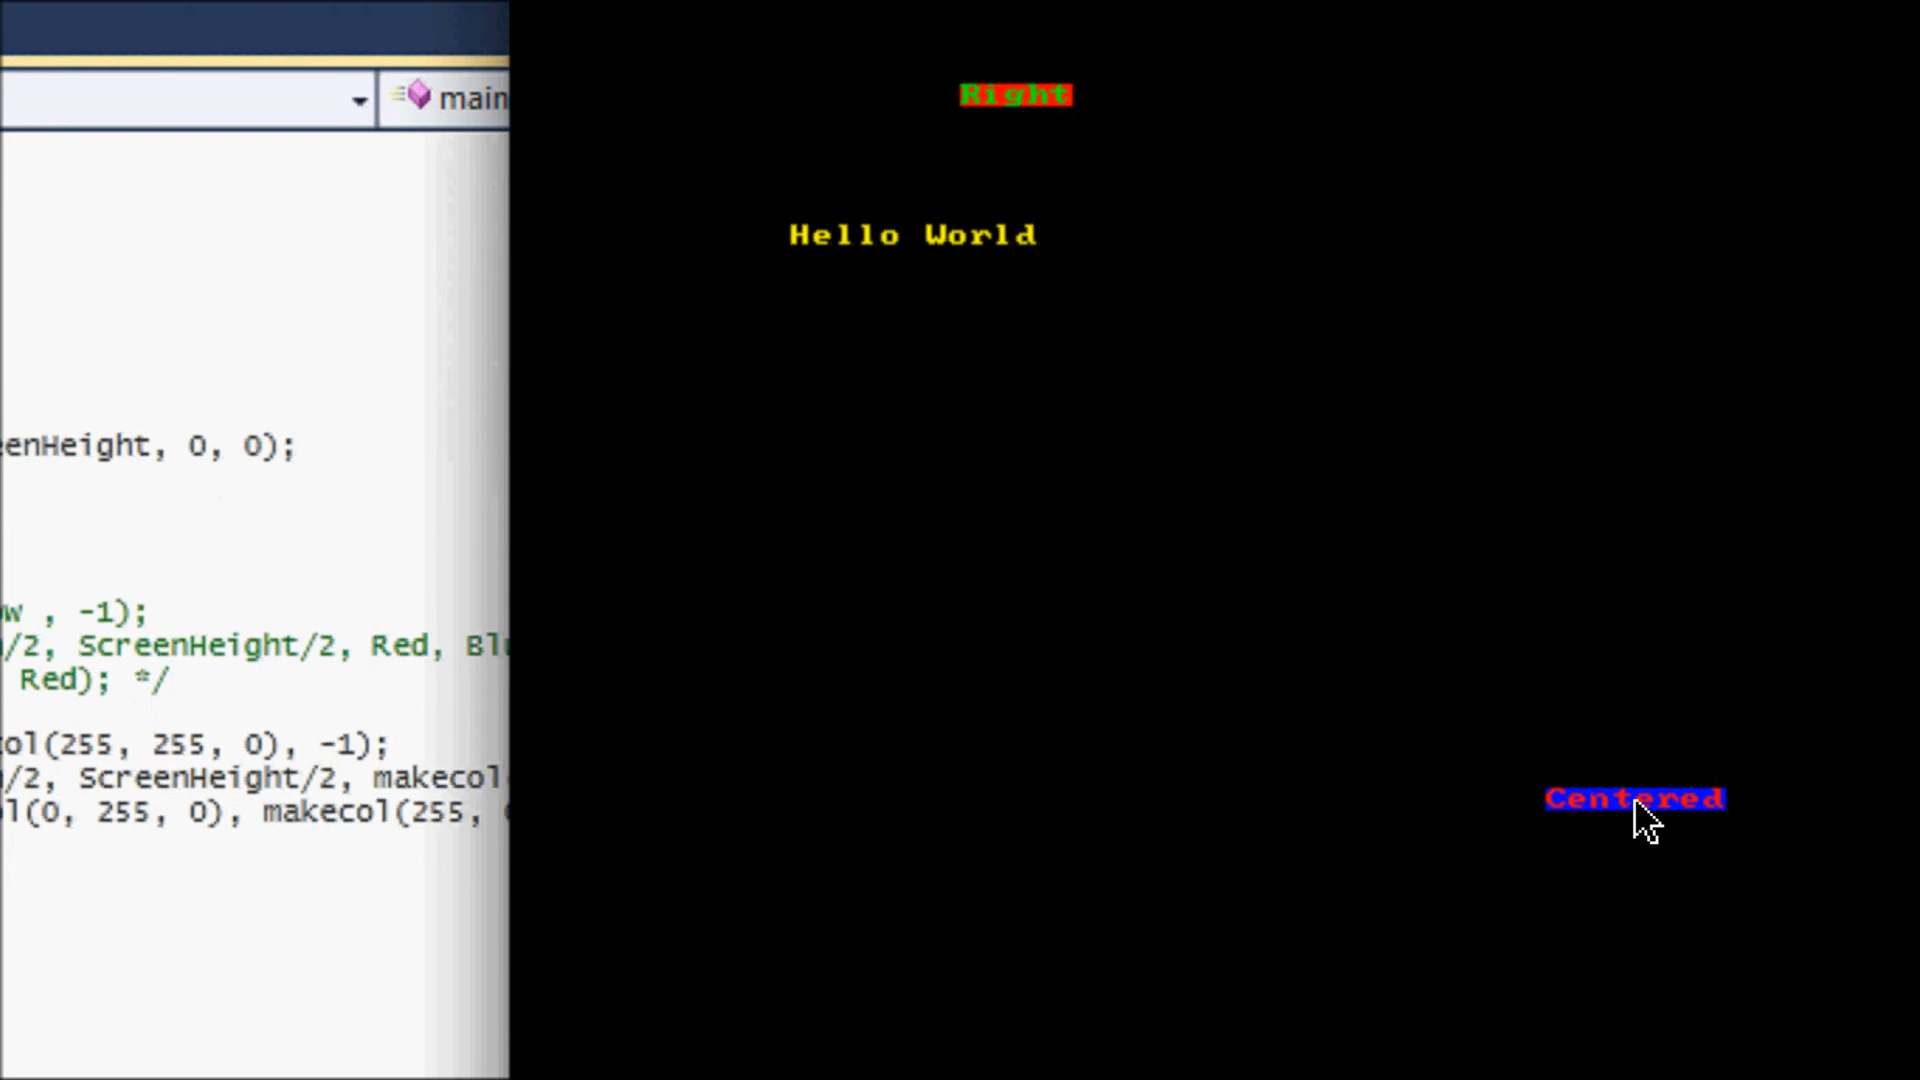 main
eenHeight, 0, 0);
w , -1);
/2, ScreenHeight/2, Red, Bl
Red); */
ol(255, 255, 0), -1);
/2, ScreenHeight/2, makecol
l(0, 255, 0), makecol(255,
Right
Hello World
Centered